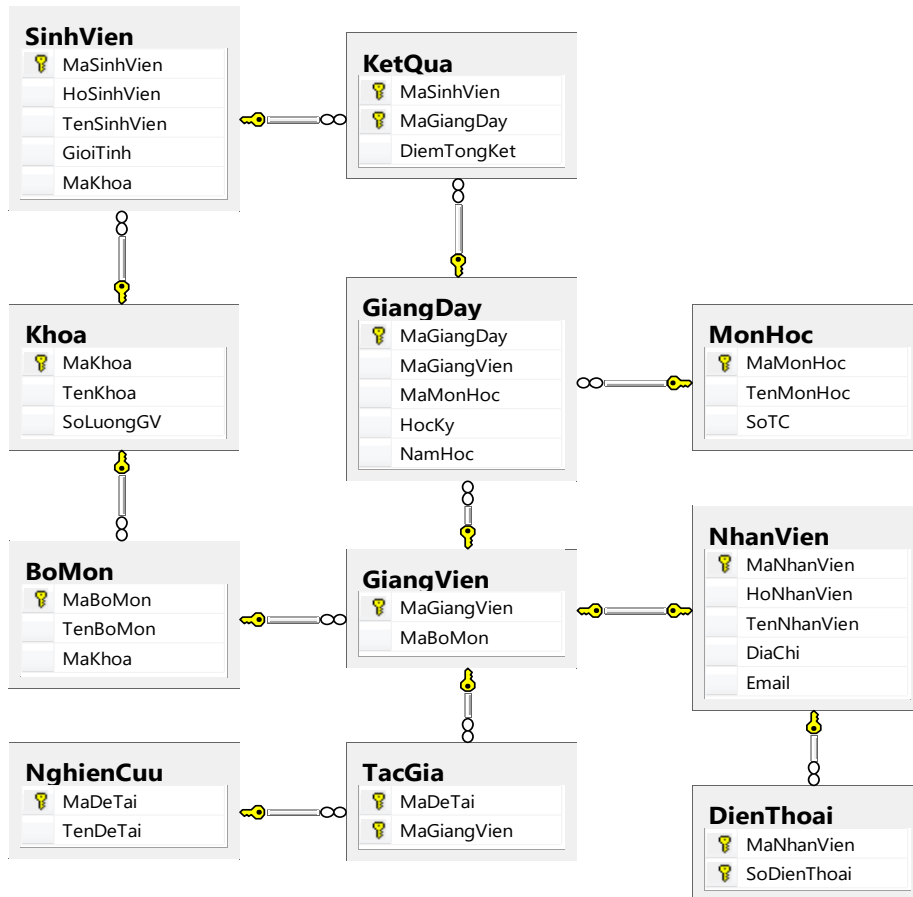 SinhVien
MaSinhVien
HoSinhVien
TenSinhVien
GioiTinh
MaKhoa
KetQua
MaSinhVien
MaGiangDay
DiemTongKet
Khoa
MaKhoa
TenKhoa
SoLuongGV
GiangDay
MaGiangDay
MaGiangVien
MaMonHoc
HocKy
NamHoc
MonHoc
MaMonHoc
TenMonHoc
SoTC
BoMon
MaBoMon
TenBoMon
MaKhoa
GiangVien
MaGiangVien
MaBoMon
NhanVien
MaNhanVien
HoNhanVien
TenNhanVien
DiaChi
Email
NghienCuu
MaDeTai
TenDeTai
TacGia
MaDeTai
MaGiangVien
DienThoai
MaNhanVien
SoDienThoai